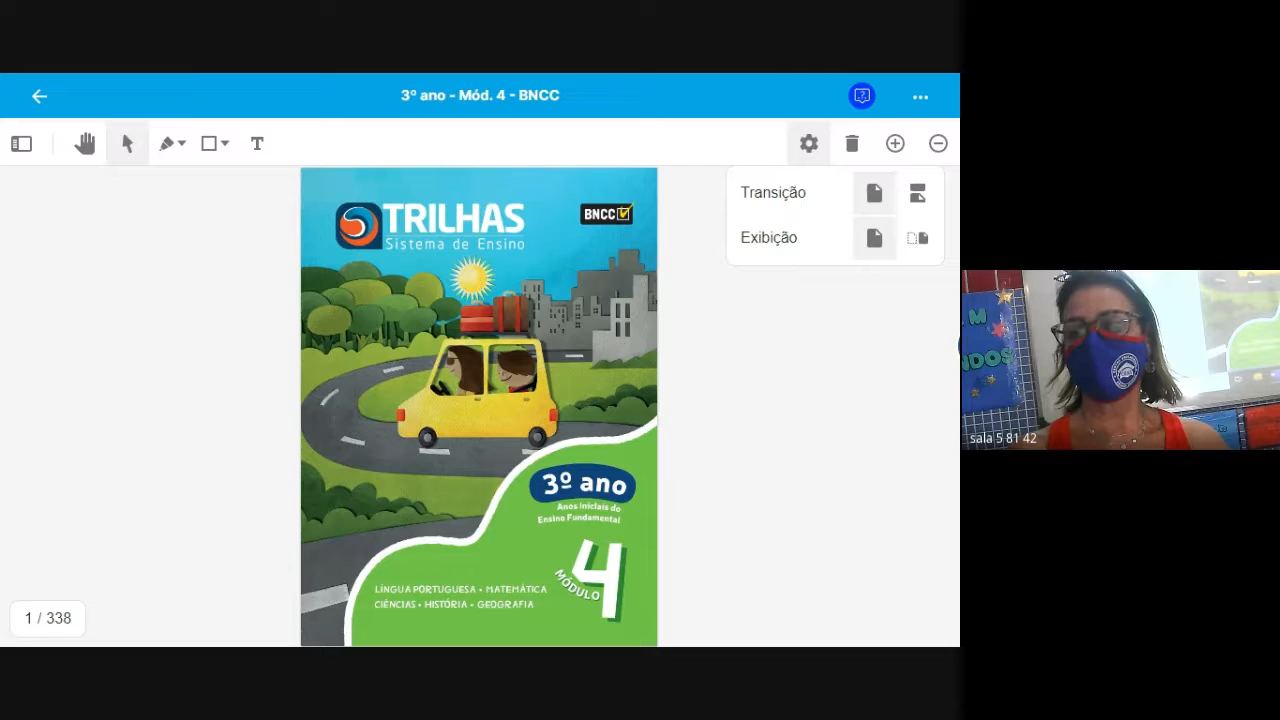 3º ano - Mód. 4 - BNCC
T
Transição
Exibição
TRILHAS
Sistema de Ensino
BNCC
3º ano
Anos Iniciais do
Ensino Fundamental
MÓDULO 4
LÍNGUA PORTUGUESA • MATEMÁTICA
CIÊNCIAS • HISTÓRIA • GEOGRAFIA
1 / 338
M
NDOS
sala 5 81 42